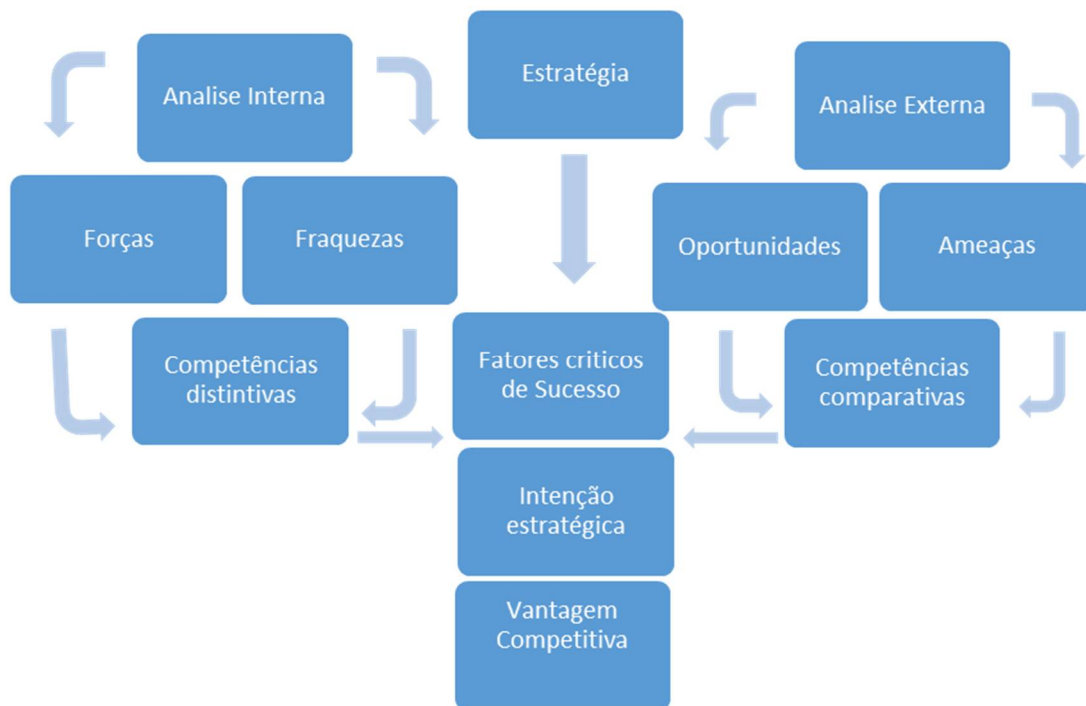 Analise Interna
Estratégia
Analise Externa
Forças
Fraquezas
Oportunidades
Ameaças
Competências
distintivas
Fatores criticos
de Sucesso
Competências
comparativas
Intenção
estratégica
Vantagem
Competitiva